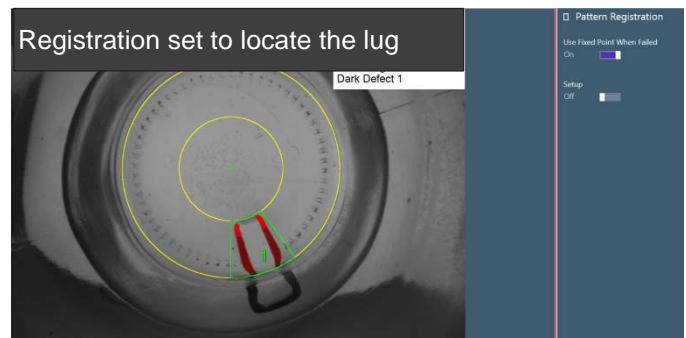 Registration set to locate the lug
Dark Defect 1
Pattern Registration
Use Fixed Point When Failed
On
Setup
Off
1